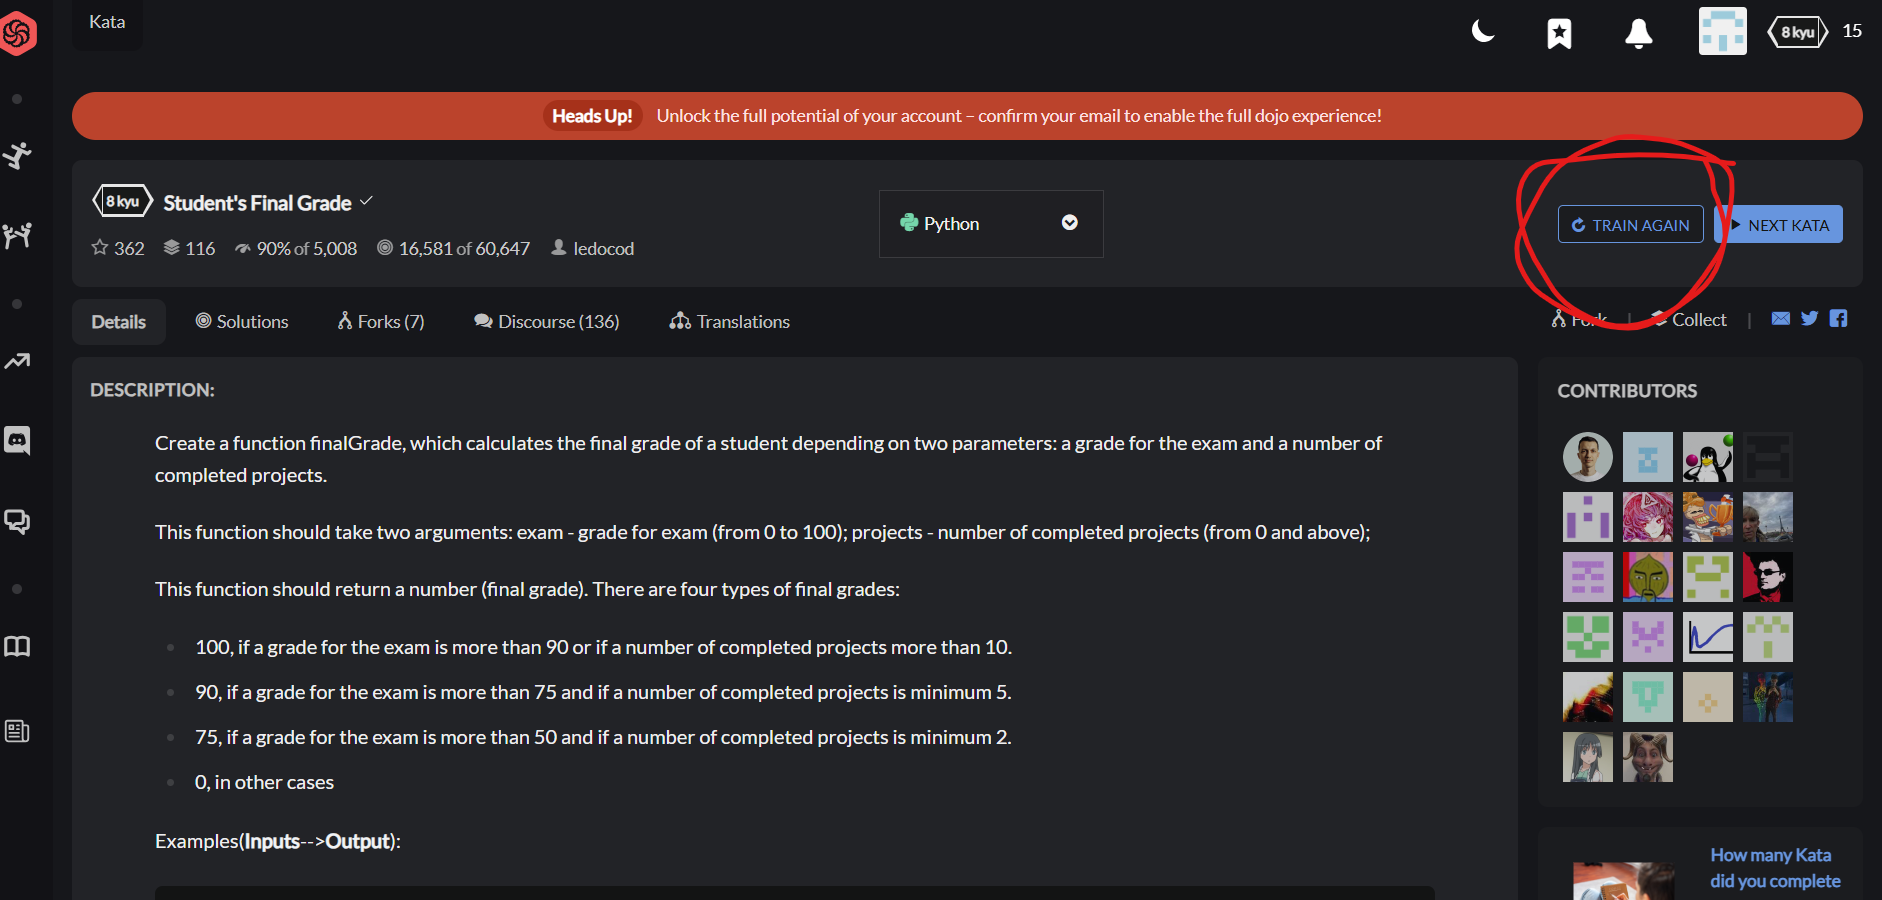 Kata
8 kyu 15
Heads Up! Unlock the full potential of your account – confirm your email to enable the full dojo experience!
8 kyu Student's Final Grade
Python
TRAIN AGAIN NEXT KATA
362 116 90% of 5,008 16,581 of 60,647 ledocod
Details Solutions Forks (7) Discourse (136) Translations
Fork | Collect |
DESCRIPTION:
Create a function finalGrade, which calculates the final grade of a student depending on two parameters: a grade for the exam and a number of
completed projects.
This function should take two arguments: exam - grade for exam (from 0 to 100); projects - number of completed projects (from 0 and above);
This function should return a number (final grade). There are four types of final grades:
100, if a grade for the exam is more than 90 or if a number of completed projects more than 10.
90, if a grade for the exam is more than 75 and if a number of completed projects is minimum 5.
75, if a grade for the exam is more than 50 and if a number of completed projects is minimum 2.
0, in other cases
Examples(Inputs-->Output):
CONTRIBUTORS
How many Kata
did you complete